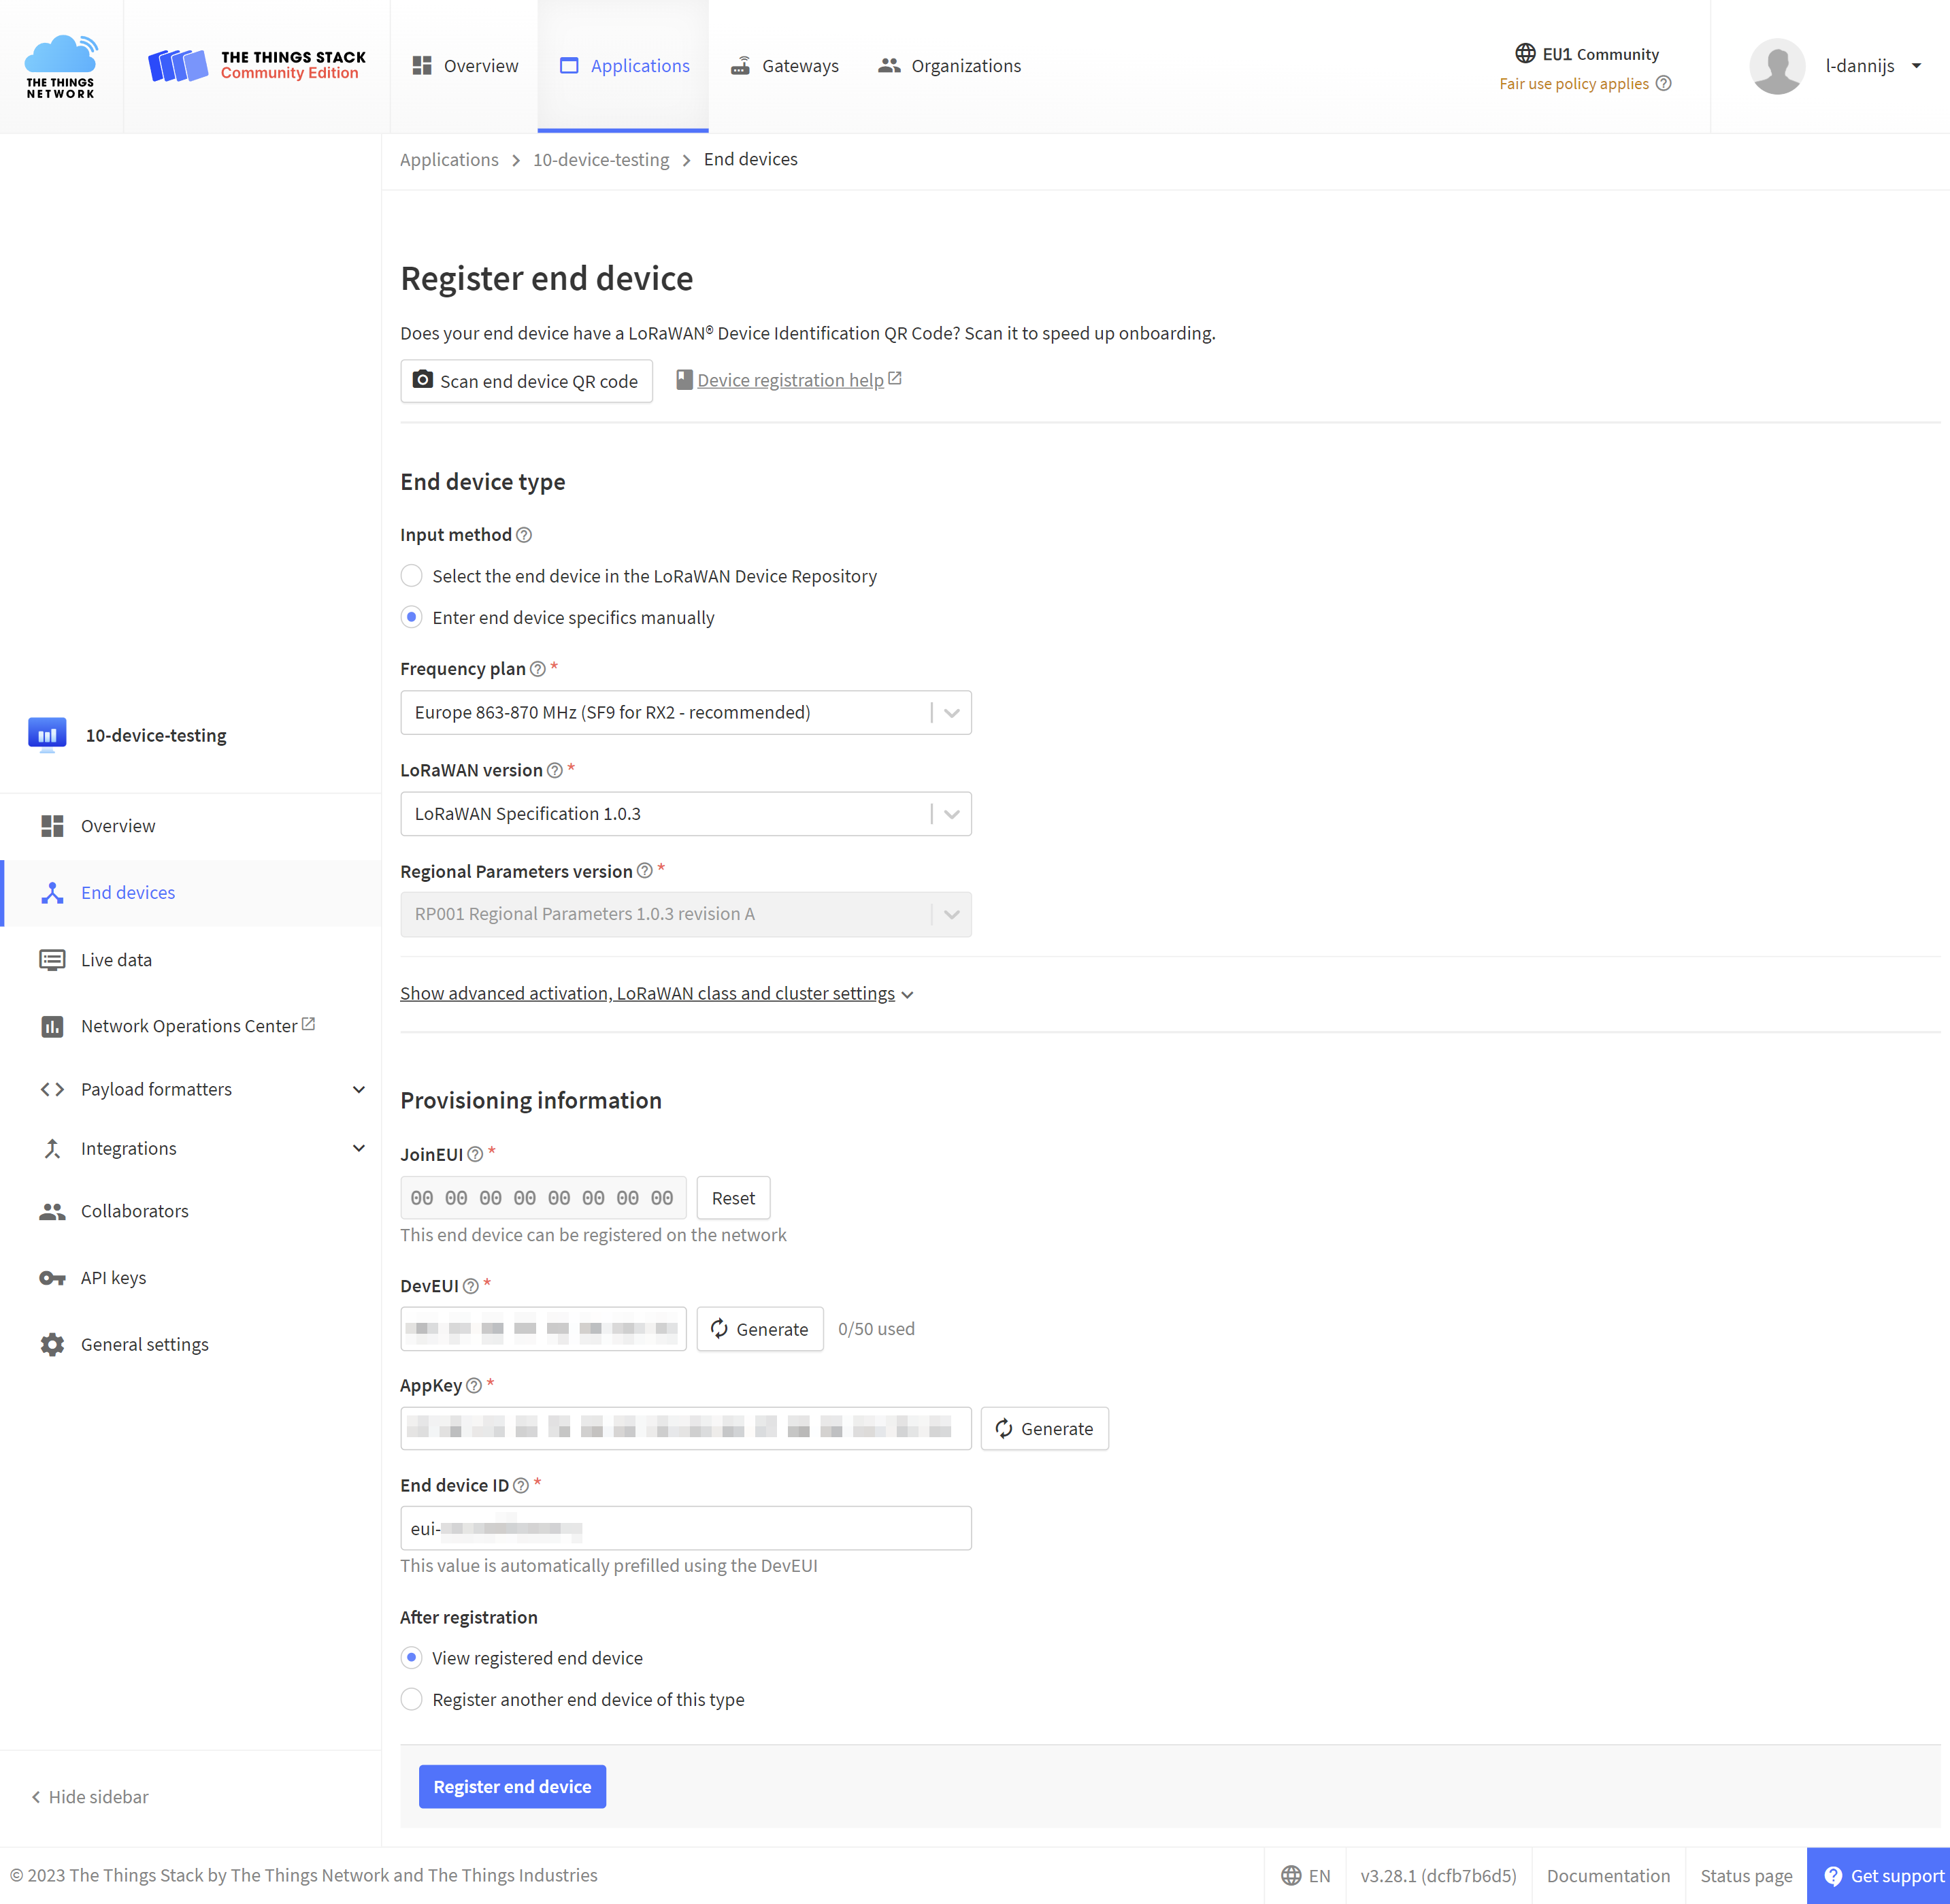 THE THINGS NETWORK
THE THINGS STACK
Community Edition
Overview
Applications
Gateways
Organizations
EU1 Community
Fair use policy applies
l-dannijs
Applications > 10-device-testing > End devices
Register end device
Does your end device have a LoRaWAN® Device Identification QR Code? Scan it to speed up onboarding.
Scan end device QR code
Device registration help
End device type
Input method
Select the end device in the LoRaWAN Device Repository
Enter end device specifics manually
Frequency plan *
Europe 863-870 MHz (SF9 for RX2 - recommended)
LoRaWAN version *
LoRaWAN Specification 1.0.3
Regional Parameters version *
RP001 Regional Parameters 1.0.3 revision A
Show advanced activation, LoRaWAN class and cluster settings
Provisioning information
JoinEUI *
00 00 00 00 00 00 00 00
Reset
This end device can be registered on the network
DevEUI *
Generate
0/50 used
AppKey *
Generate
End device ID *
eui-
This value is automatically prefilled using the DevEUI
After registration
View registered end device
Register another end device of this type
Register end device
10-device-testing
Overview
End devices
Live data
Network Operations Center
Payload formatters
Integrations
Collaborators
API keys
General settings
Hide sidebar
© 2023 The Things Stack by The Things Network and The Things Industries
EN
v3.28.1 (dcfb7b6d5)
Documentation
Status page
Get support